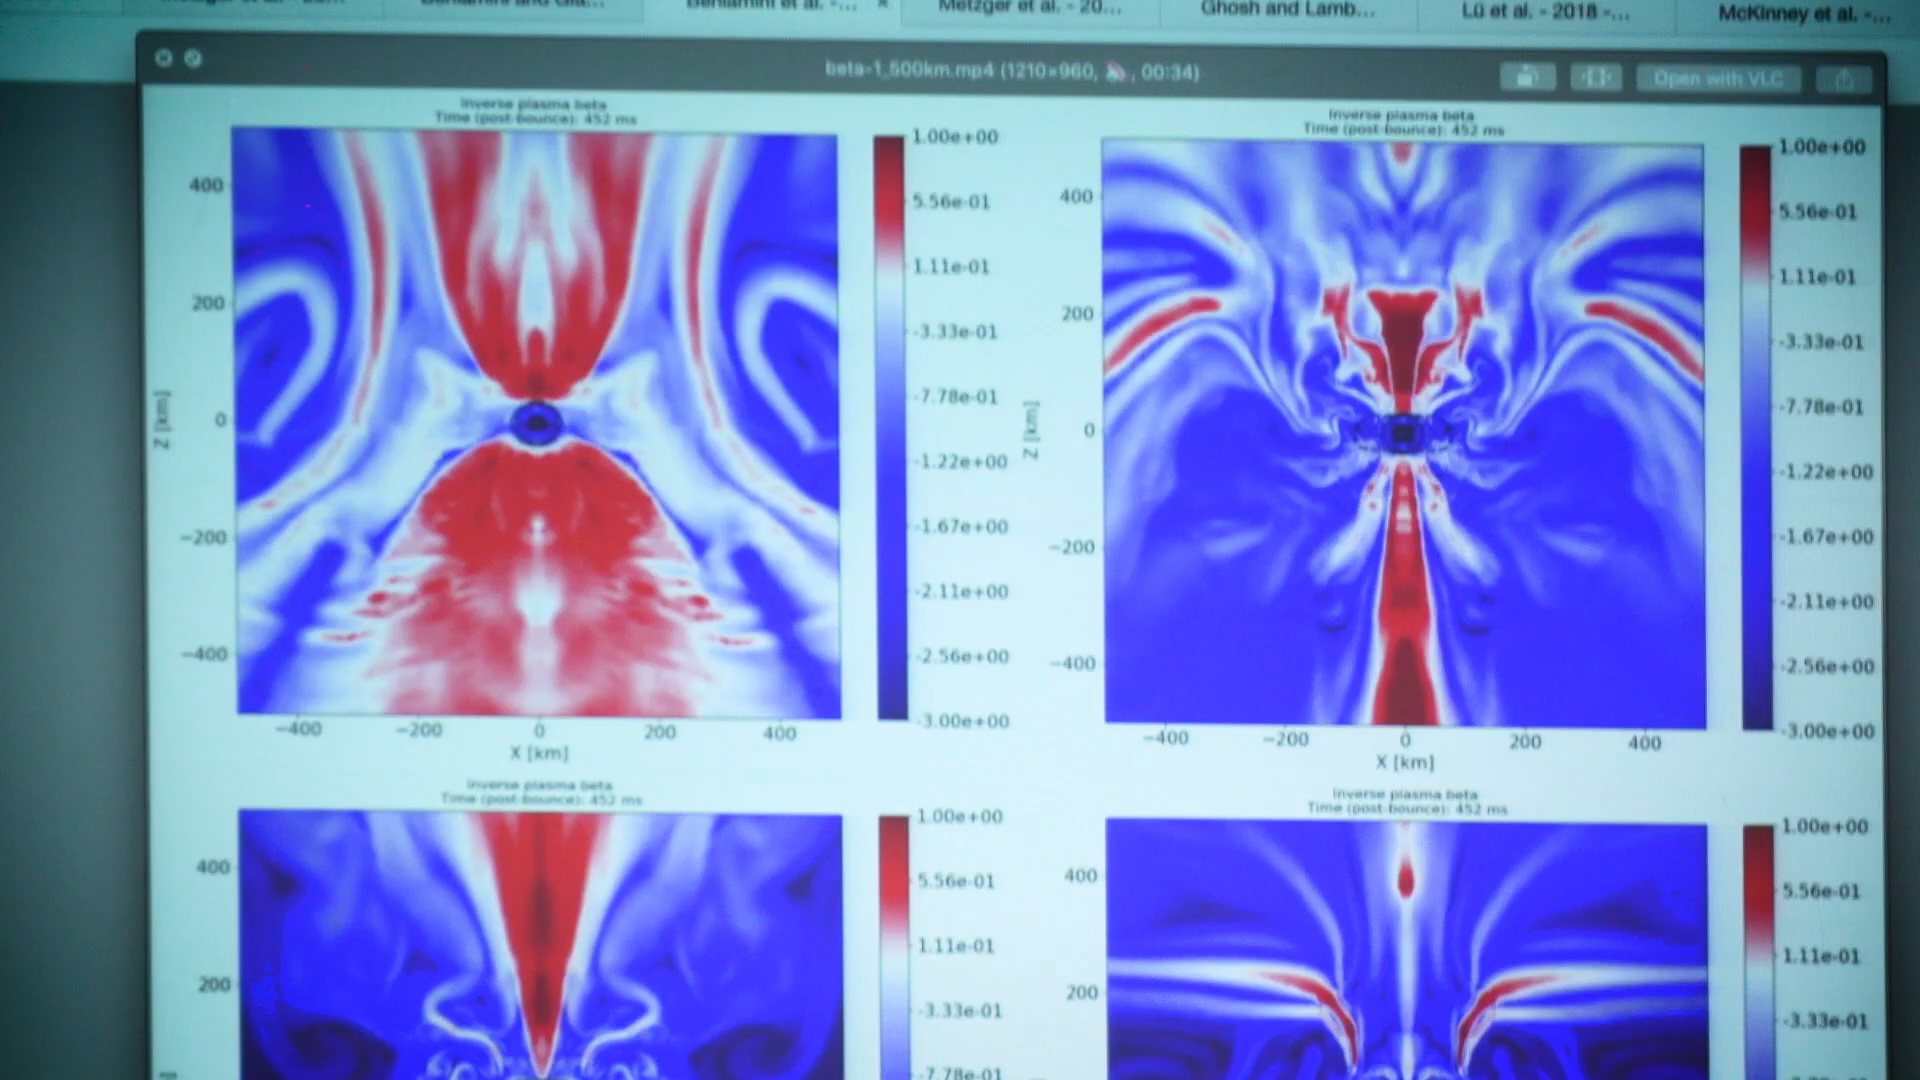 Metzger et al. - 20...
Ghosh and Lamb...
Lü et al. - 2018 -...
McKinney et al. -...
beta-1_500km.mp4 (1210×960, , 00:34)
Open with VLC
Inverse plasma beta
Time (post-bounce): 452 ms
1.00e+00
5.56e-01
1.11e-01
-3.33e-01
-7.78e-01
-1.22e+00
-1.67e+00
-2.11e+00
-2.56e+00
-3.00e+00
400
200
0
−200
−400
Z [km]
−400 −200 0 200 400
X [km]
Inverse plasma beta
Time (post-bounce): 452 ms
1.00e+00
5.56e-01
1.11e-01
-3.33e-01
-7.78e-01
-1.22e+00
-1.67e+00
-2.11e+00
-2.56e+00
-3.00e+00
400
200
0
−200
−400
Z [km]
−400 −200 0 200 400
X [km]
Inverse plasma beta
Time (post-bounce): 452 ms
1.00e+00
5.56e-01
1.11e-01
-3.33e-01
-7.78e-01
400
200
Inverse plasma beta
Time (post-bounce): 452 ms
1.00e+00
5.56e-01
1.11e-01
-3.33e-01
400
200